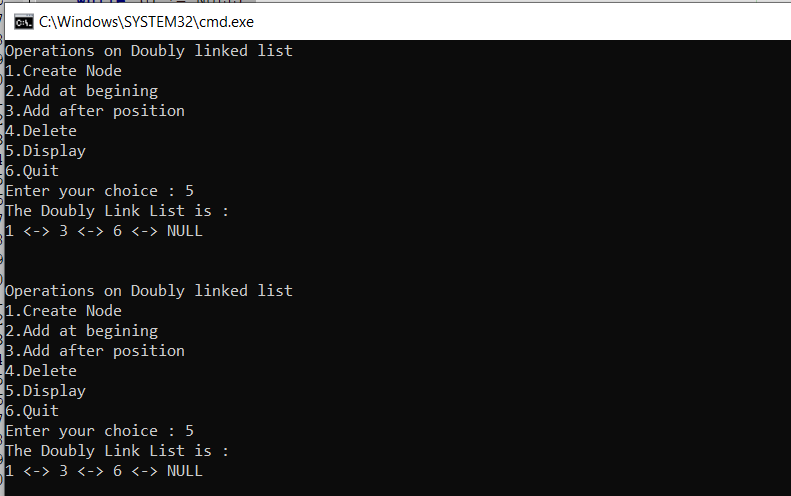 C:\Windows\SYSTEM32\cmd.exe
Operations on Doubly linked list
1.Create Node
2.Add at begining
3.Add after position
4.Delete
5.Display
6.Quit
Enter your choice : 5
The Doubly Link List is :
1 <-> 3 <-> 6 <-> NULL
Operations on Doubly linked list
1.Create Node
2.Add at begining
3.Add after position
4.Delete
5.Display
6.Quit
Enter your choice : 5
The Doubly Link List is :
1 <-> 3 <-> 6 <-> NULL